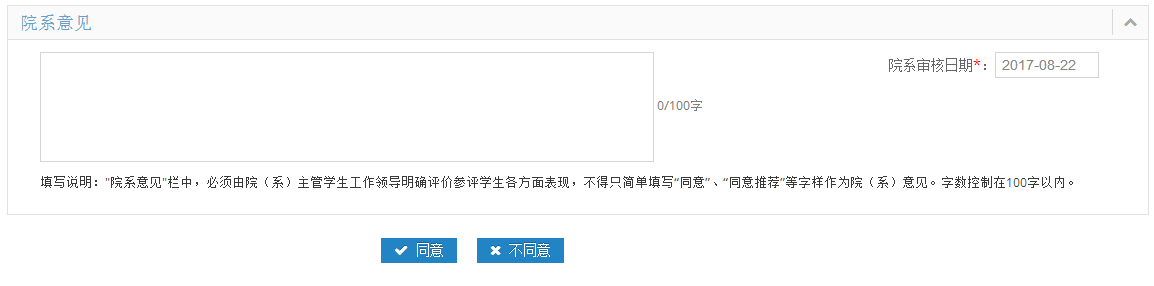 院系意见
院系审核日期*： 2017-08-22
0/100字
填写说明："院系意见"栏中，必须由院（系）主管学生工作领导明确评价参评学生各方面表现，不得只简单填写“同意”、“同意推荐”等字样作为院（系）意见。字数控制在100字以内。
同意 不同意